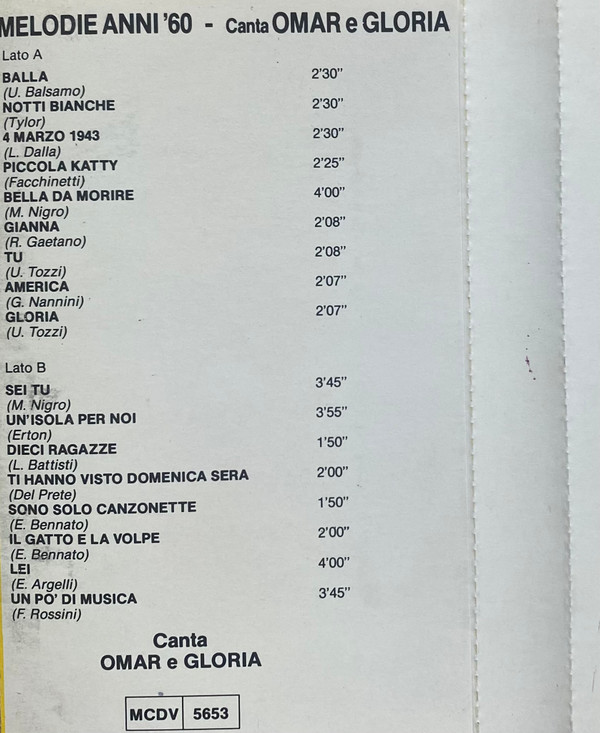 MELODIE ANNI '60 - Canta OMAR e GLORIA
Lato A
BALLA 2'30"
(U. Balsamo)
NOTTI BIANCHE 2'30"
(Tylor)
4 MARZO 1943 2'30"
(L. Dalla)
PICCOLA KATTY 2'25"
(Facchinetti)
BELLA DA MORIRE 4'00"
(M. Nigro)
GIANNA 2'08"
(R. Gaetano)
TU 2'08"
(U. Tozzi)
AMERICA 2'07"
(G. Nannini)
GLORIA 2'07"
(U. Tozzi)
Lato B
SEI TU 3'45"
(M. Nigro)
UN'ISOLA PER NOI 3'55"
(Erton)
DIECI RAGAZZE 1'50"
(L. Battisti)
TI HANNO VISTO DOMENICA SERA 2'00"
(Del Prete)
SONO SOLO CANZONETTE 1'50"
(E. Bennato)
IL GATTO E LA VOLPE 2'00"
(E. Bennato)
LEI 4'00"
(E. Argelli)
UN PO' DI MUSICA 3'45"
(F. Rossini)
Canta
OMAR e GLORIA
MCDV 5653